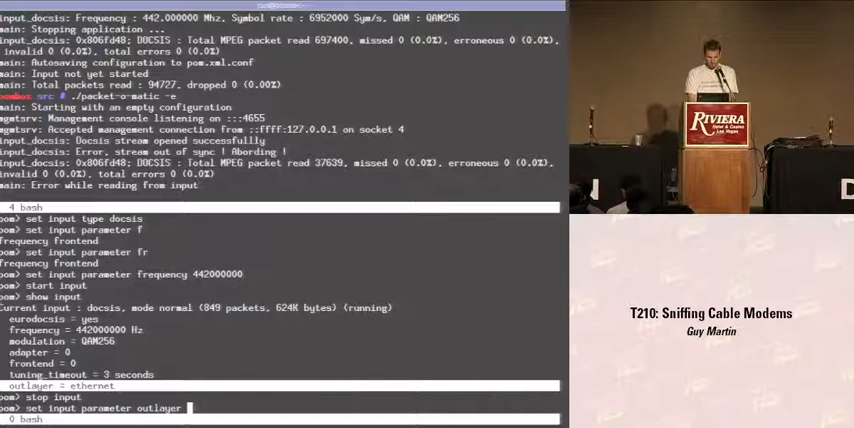 input_docsis: Frequency : 442.000000 Mhz, Symbol rate : 6952000 Sym/s, QAM : QAM256
main: Stopping application ...
input_docsis: 0x806fd48; DOCSIS : Total MPEG packet read 697400, missed 0 (0.0%), erroneous 0 (0.0%),
invalid 0 (0.0%), total errors 0 (0.0%)
main: Autosaving configuration to pom.xml.conf
main: Input not yet started
main: Total packets read : 94727, dropped 0 (0.00%)
src # ./packet-o-matic -e
main: Starting with an empty configuration
mgmtsrv: Management console listening on :::4655
mgmtsrv: Accepted management connection from ::ffff:127.0.0.1 on socket 4
input_docsis: Docsis stream opened successfullly
input_docsis: Error, stream out of sync ! Abording !
input_docsis: 0x806fd48; DOCSIS : Total MPEG packet read 37639, missed 0 (0.0%), erroneous 0 (0.0%),
invalid 0 (0.0%), total errors 0 (0.0%)
main: Error while reading from input
4 bash
pom> set input type docsis
pom> set input parameter f
frequency frontend
pom> set input parameter fr
frequency frontend
pom> set input parameter frequency 442000000
pom> start input
pom> show input
Current input : docsis, mode normal (849 packets, 624K bytes) (running)
eurodocsis = yes
frequency = 442000000 Hz
modulation = QAM256
adapter = 0
frontend = 0
tuning_timeout = 3 seconds
outlayer = ethernet
pom> stop input
pom> set input parameter outlayer
0 bash
RIVIERA
Hotel & Casino
Las Vegas
D
D
T210: Sniffing Cable Modems
Guy Martin